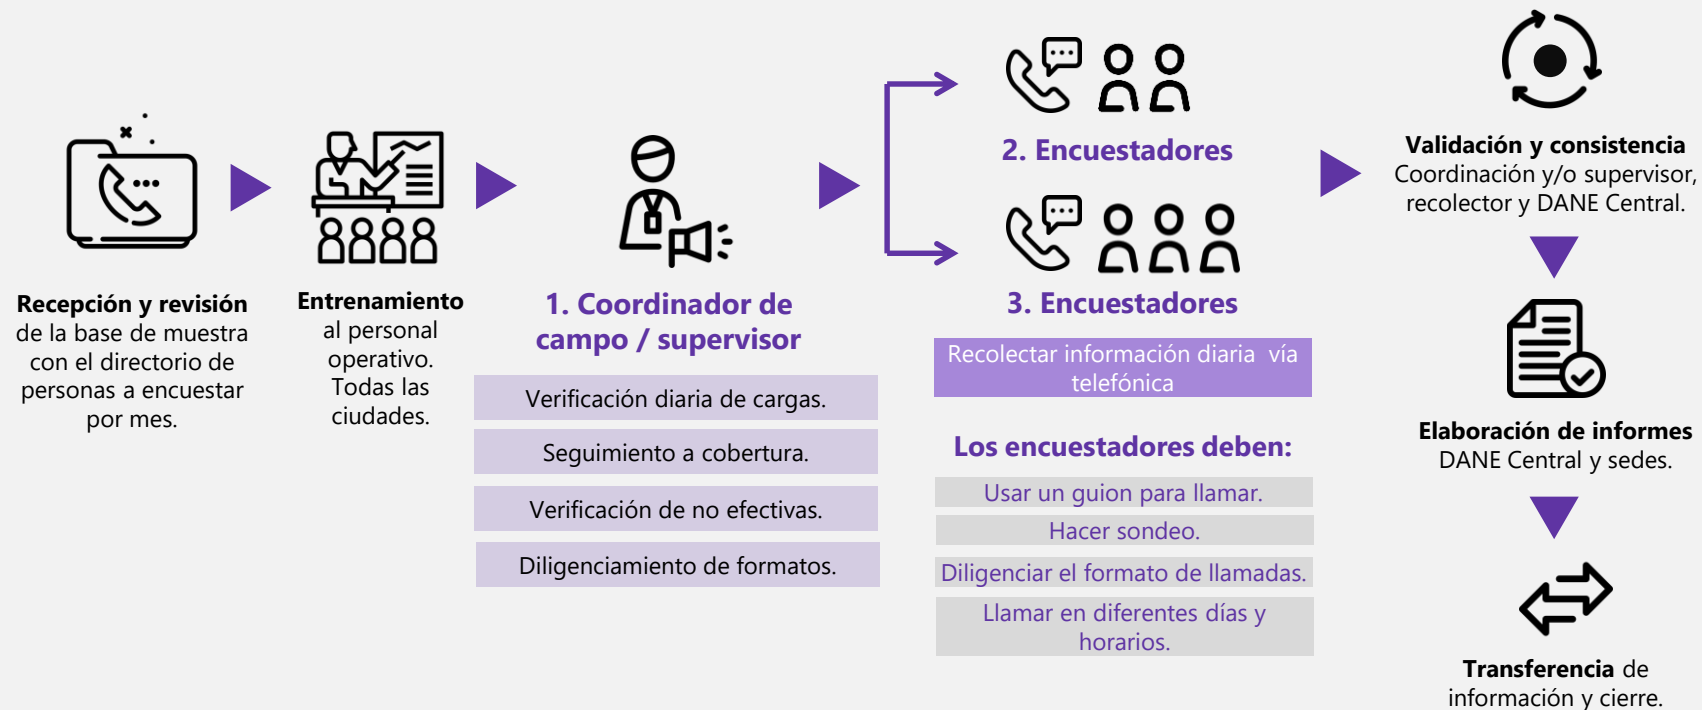 Recepción y revisión
de la base de muestra
con el directorio de
personas a encuestar
por mes.
Entrenamiento
al personal
operativo.
Todas las
ciudades.
1. Coordinador de
campo / supervisor
Verificación diaria de cargas.
Seguimiento a cobertura.
Verificación de no efectivas.
Diligenciamiento de formatos.
2. Encuestadores
3. Encuestadores
Recolectar información diaria vía
telefónica
Los encuestadores deben:
Usar un guion para llamar.
Hacer sondeo.
Diligenciar el formato de llamadas.
Llamar en diferentes días y
horarios.
Validación y consistencia
Coordinación y/o supervisor,
recolector y DANE Central.
Elaboración de informes
DANE Central y sedes.
Transferencia de
información y cierre.